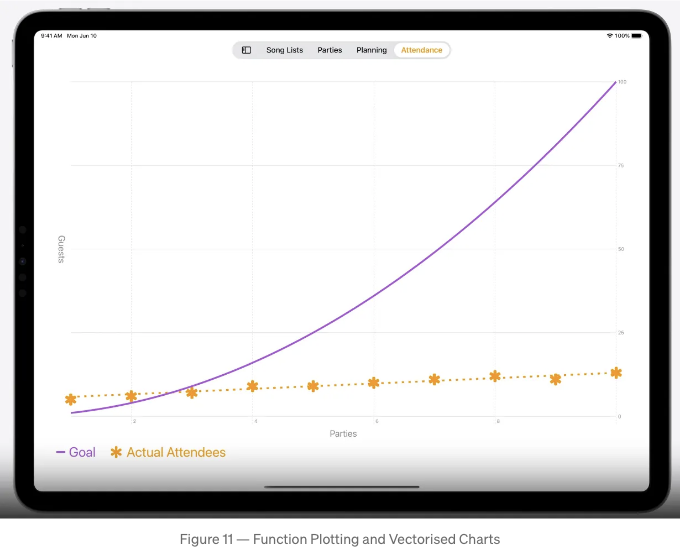 9:41 AM Mon Jun 10
100%
Song Lists Parties Planning Attendance
100
75
50
25
0
Guests
2 4 6 8
Parties
Goal Actual Attendees
Figure 11 — Function Plotting and Vectorised Charts